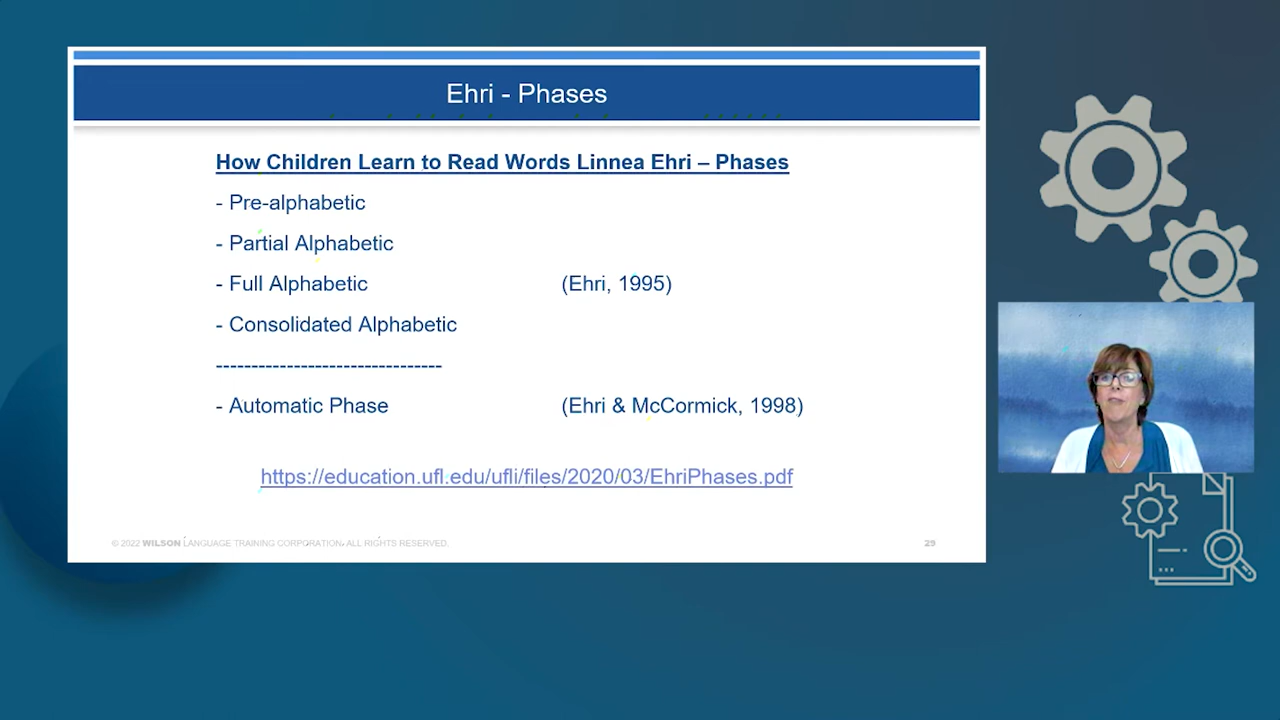 Ehri - Phases
How Children Learn to Read Words Linnea Ehri – Phases
- Pre-alphabetic
- Partial Alphabetic
- Full Alphabetic (Ehri, 1995)
- Consolidated Alphabetic
--------------------------------
- Automatic Phase (Ehri & McCormick, 1998)
https://education.ufl.edu/ufli/files/2020/03/EhriPhases.pdf
© 2022 WILSON LANGUAGE TRAINING CORPORATION. ALL RIGHTS RESERVED. 29